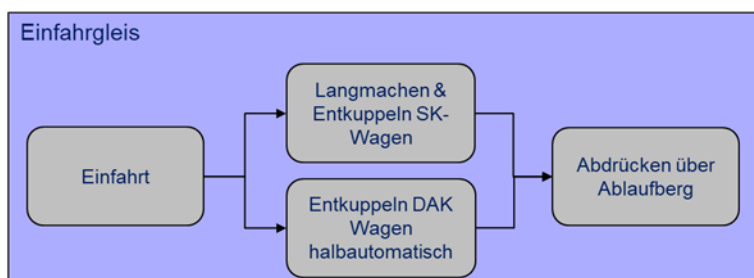 Einfahrgleis
Einfahrt
Langmachen &
Entkuppeln SK-
Wagen
Entkuppeln DAK
Wagen
halbautomatisch
Abdrücken über
Ablaufberg